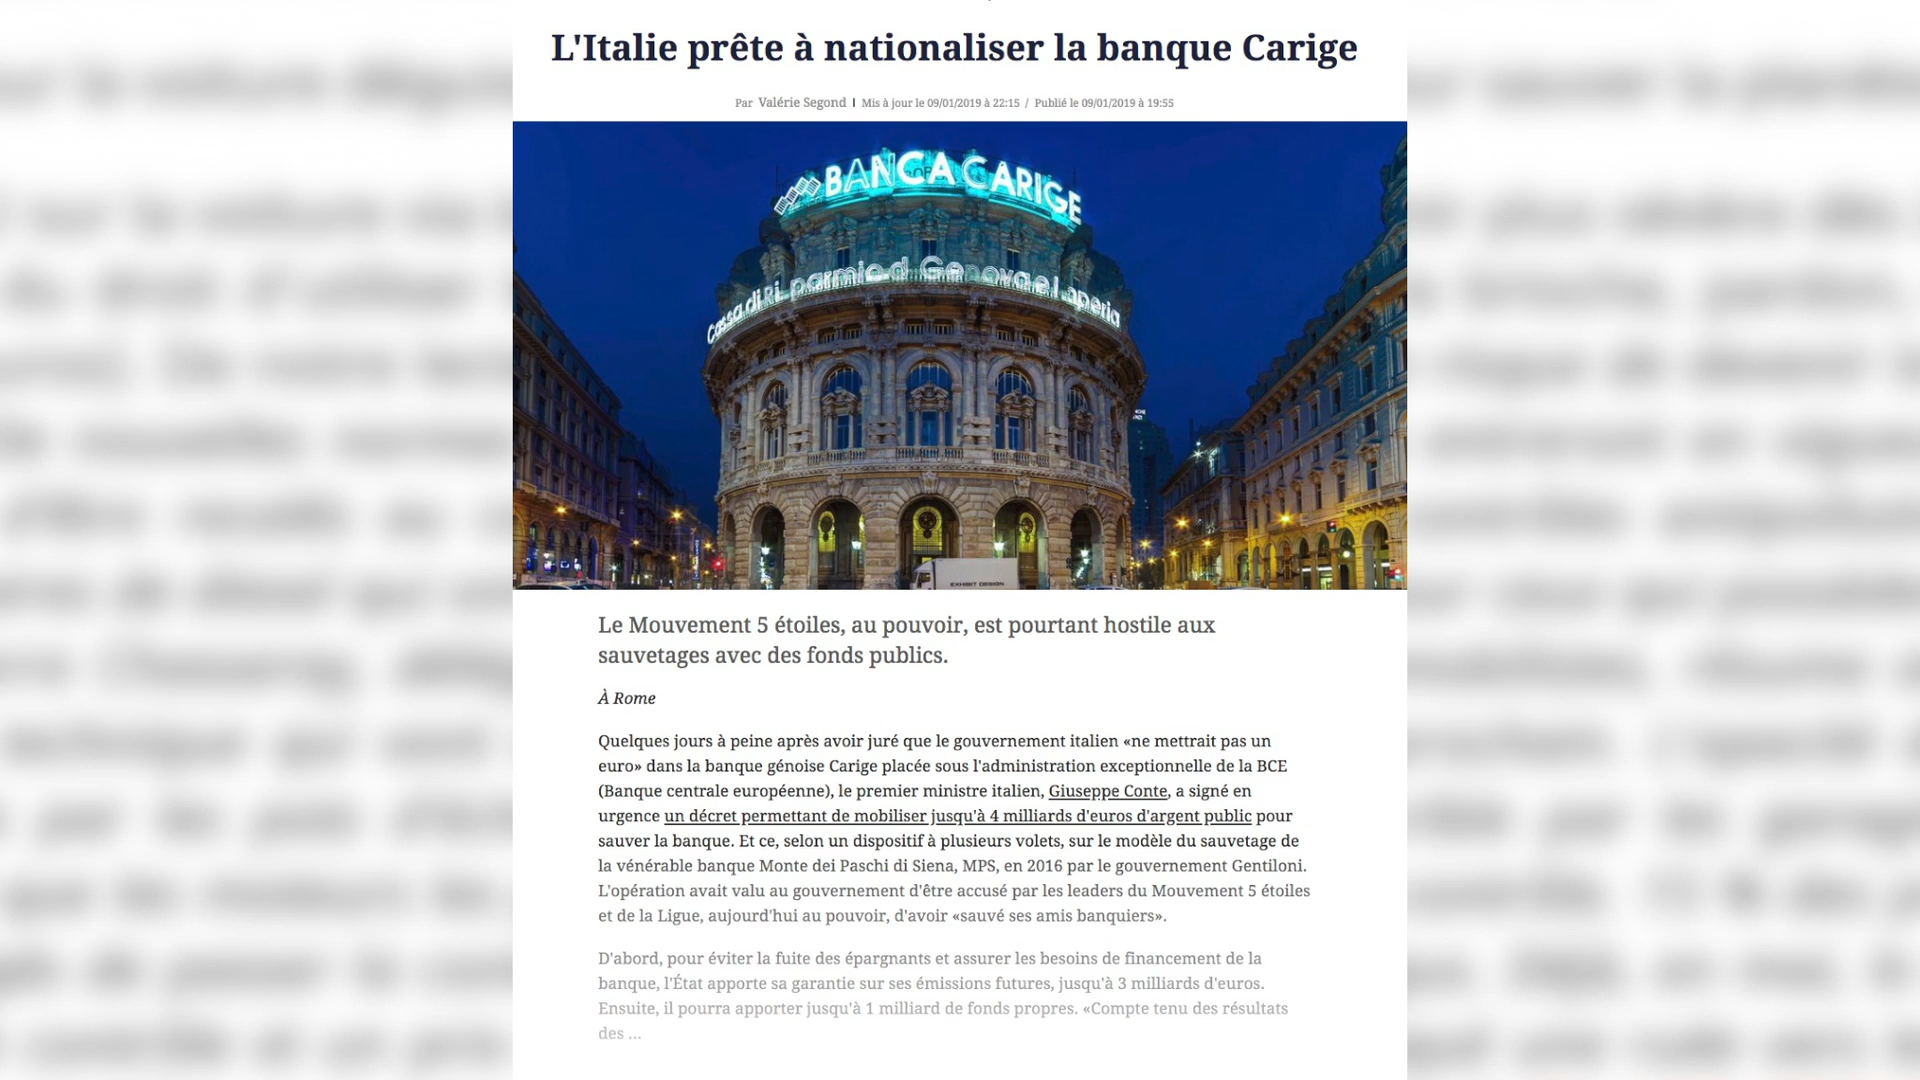 L'Italie prête à nationaliser la banque Carige
Par Valérie Segond | Mis à jour le 09/01/2019 à 22:15 / Publié le 09/01/2019 à 19:55
BANCA CARIGE
Cassa di Ri parmio d Genova e I peria
EXHIBIT DESIGN
Le Mouvement 5 étoiles, au pouvoir, est pourtant hostile aux
sauvetages avec des fonds publics.
À Rome
Quelques jours à peine après avoir juré que le gouvernement italien «ne mettrait pas un
euro» dans la banque génoise Carige placée sous l'administration exceptionnelle de la BCE
(Banque centrale européenne), le premier ministre italien, Giuseppe Conte, a signé en
urgence un décret permettant de mobiliser jusqu'à 4 milliards d'euros d'argent public pour
sauver la banque. Et ce, selon un dispositif à plusieurs volets, sur le modèle du sauvetage de
la vénérable banque Monte dei Paschi di Siena, MPS, en 2016 par le gouvernement Gentiloni.
L'opération avait valu au gouvernement d'être accusé par les leaders du Mouvement 5 étoiles
et de la Ligue, aujourd'hui au pouvoir, d'avoir «sauvé ses amis banquiers».
D'abord, pour éviter la fuite des épargnants et assurer les besoins de financement de la
banque, l'État apporte sa garantie sur ses émissions futures, jusqu'à 3 milliards d'euros.
Ensuite, il pourra apporter jusqu'à 1 milliard de fonds propres. «Compte tenu des résultats
des ...